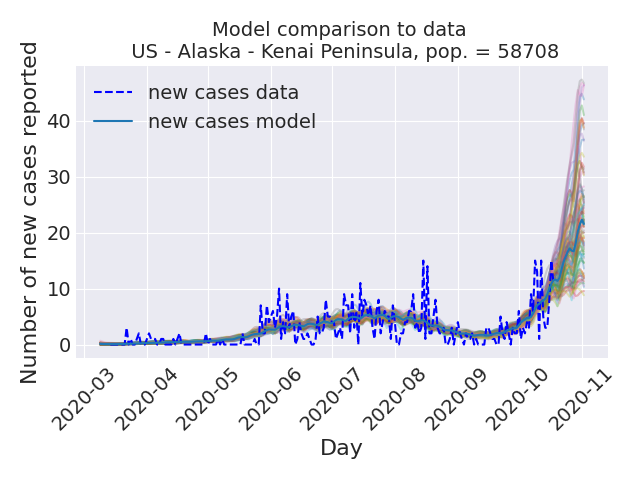 Model comparison to data
US - Alaska - Kenai Peninsula, pop. = 58708
new cases data
new cases model
Number of new cases reported
40
30
20
10
0
2020-03
2020-04
2020-05
2020-06
2020-07
2020-08
2020-09
2020-10
2020-11
Day